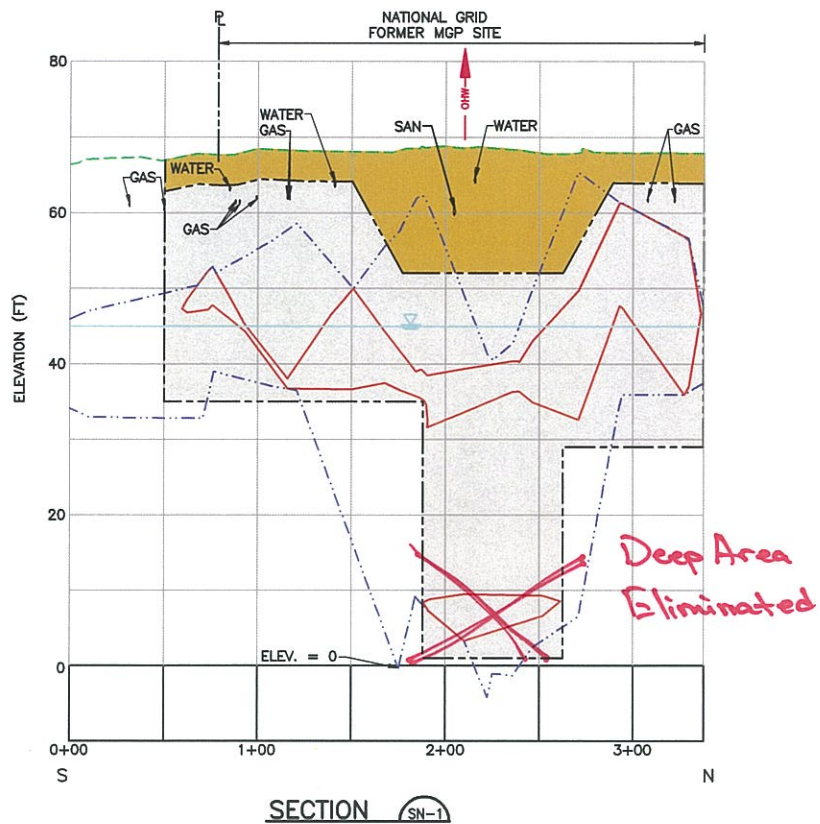 PL
NATIONAL GRID
FORMER MGP SITE
80
OHW
WATER
GAS
SAN
WATER
GAS
WATER
GAS
GAS
60
ELEVATION (FT)
40
20
Deep Area
Eliminated
ELEV. = 0
0
0+00
1+00
2+00
3+00
S
N
SECTION SN-1